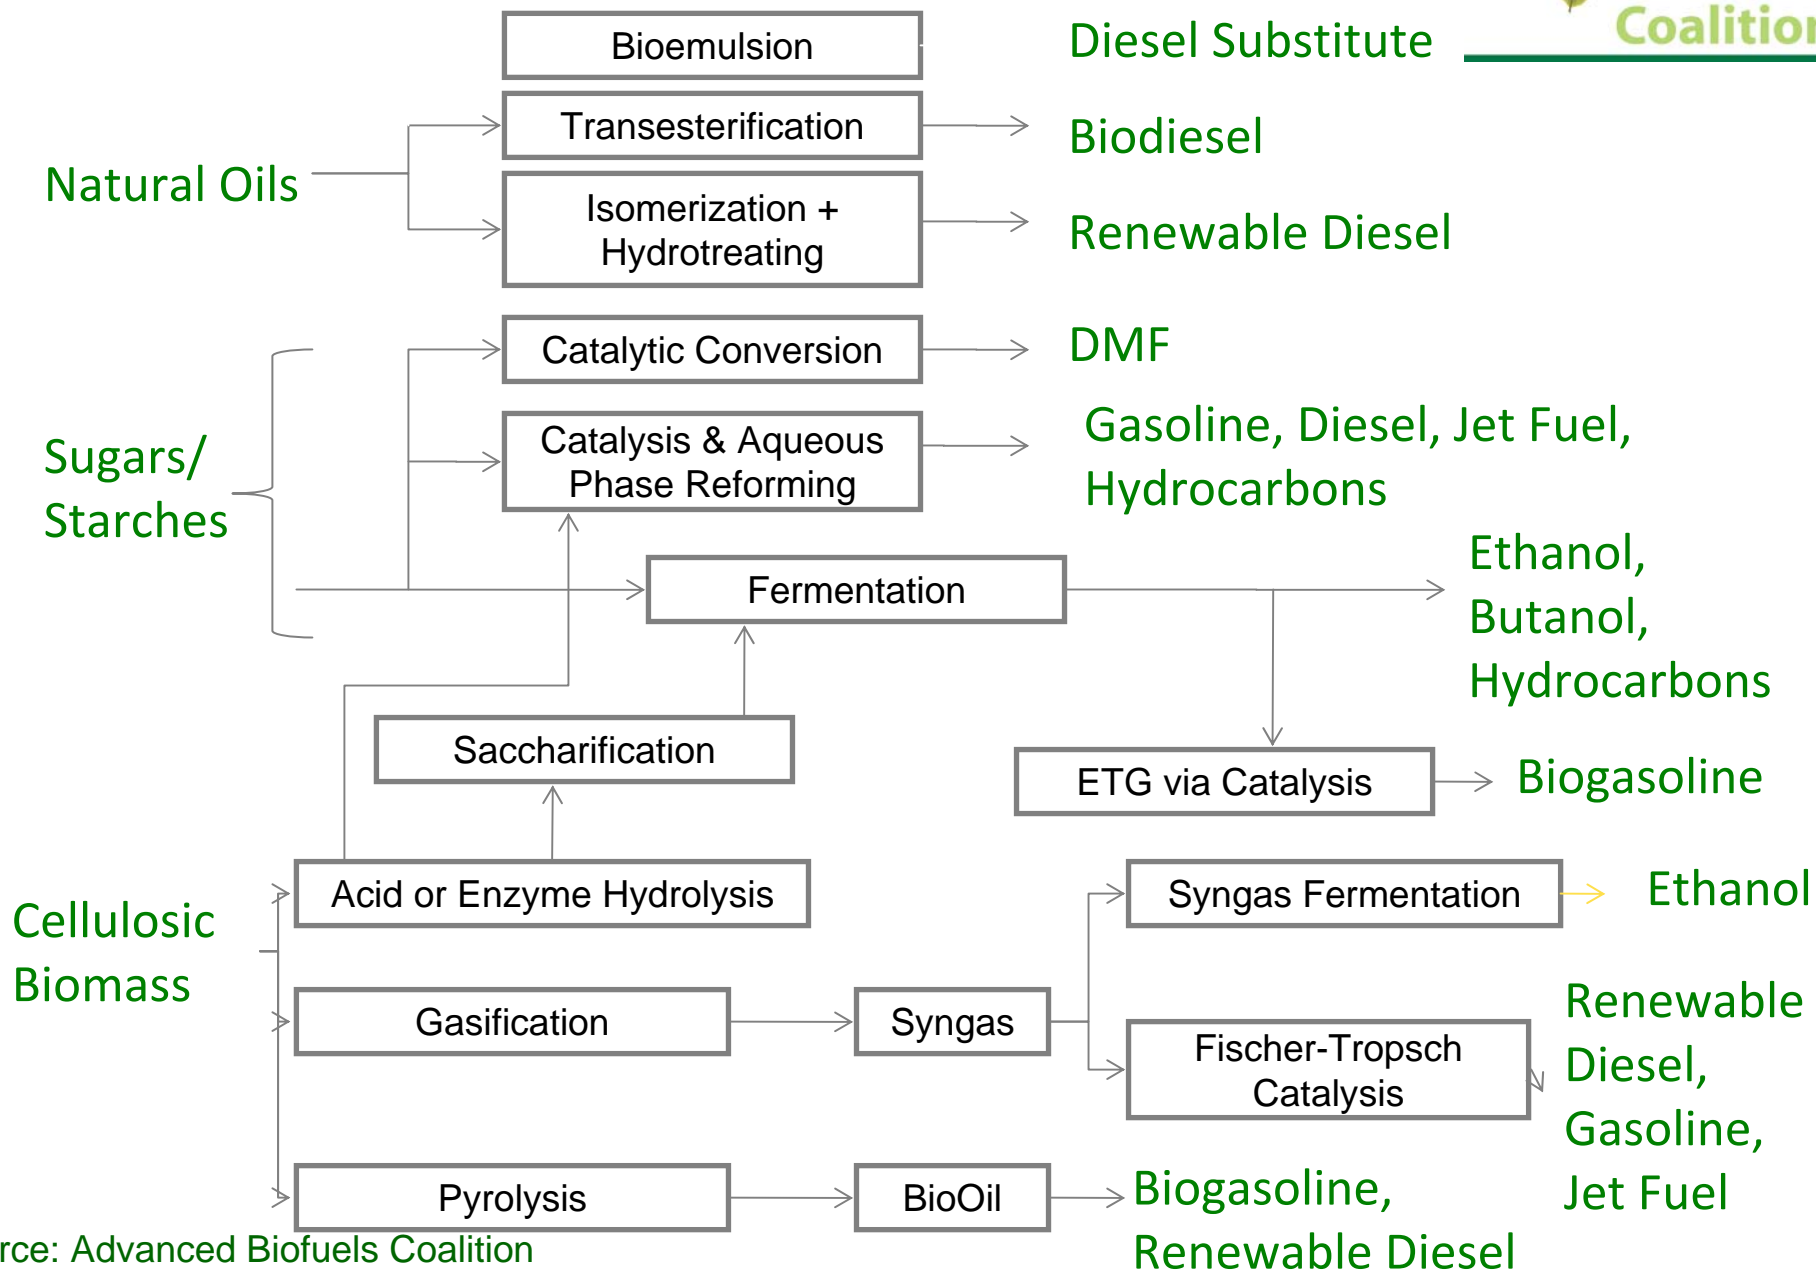 Coalition
Bioemulsion
Diesel Substitute
Transesterification
Biodiesel
Natural Oils
Isomerization +
Hydrotreating
Renewable Diesel
Catalytic Conversion
DMF
Sugars/
Starches
Catalysis & Aqueous
Phase Reforming
Gasoline, Diesel, Jet Fuel,
Hydrocarbons
Fermentation
Ethanol,
Butanol,
Hydrocarbons
Saccharification
ETG via Catalysis
Biogasoline
Cellulosic
Biomass
Acid or Enzyme Hydrolysis
Syngas Fermentation
Ethanol
Gasification
Syngas
Fischer-Tropsch
Catalysis
Renewable
Diesel,
Gasoline,
Jet Fuel
Pyrolysis
BioOil
Biogasoline,
Renewable Diesel
rce: Advanced Biofuels Coalition